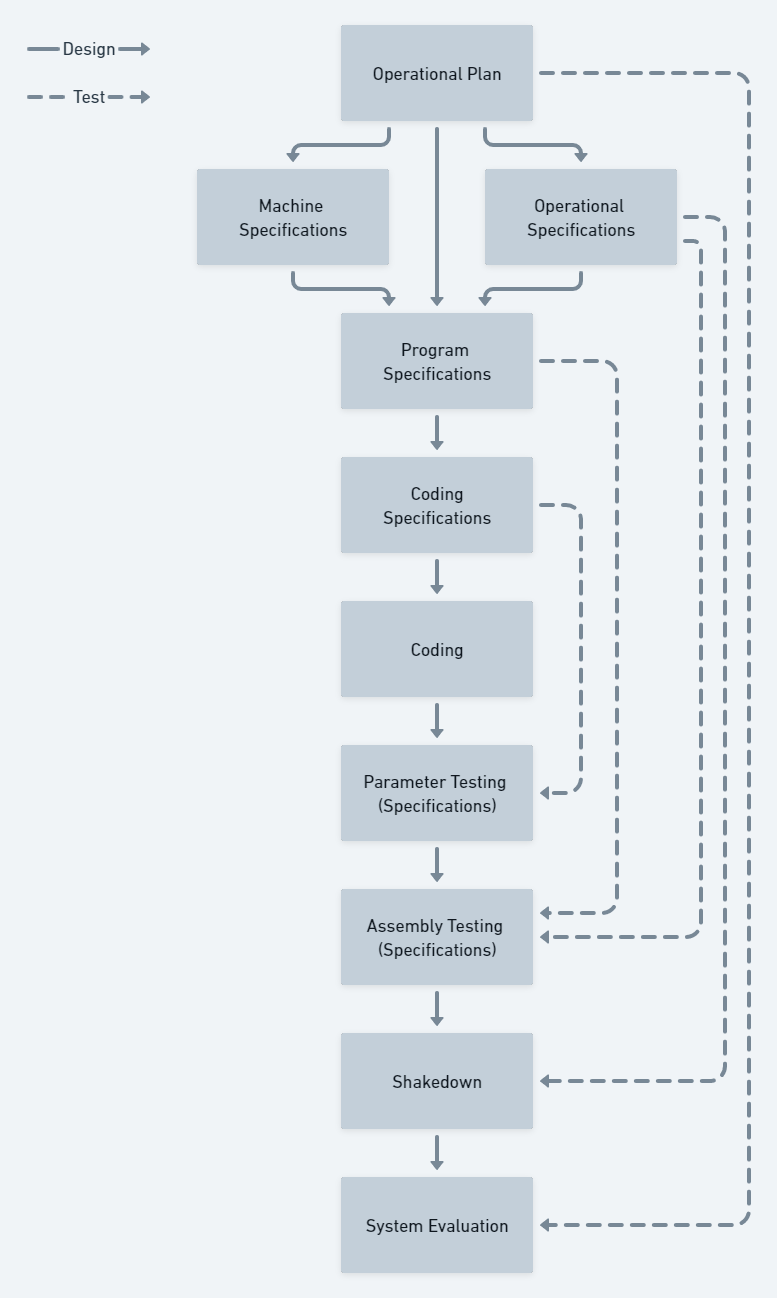 Design
Test
Operational Plan
Machine
Specifications
Operational
Specifications
Program
Specifications
Coding
Specifications
Coding
Parameter Testing
(Specifications)
Assembly Testing
(Specifications)
Shakedown
System Evaluation